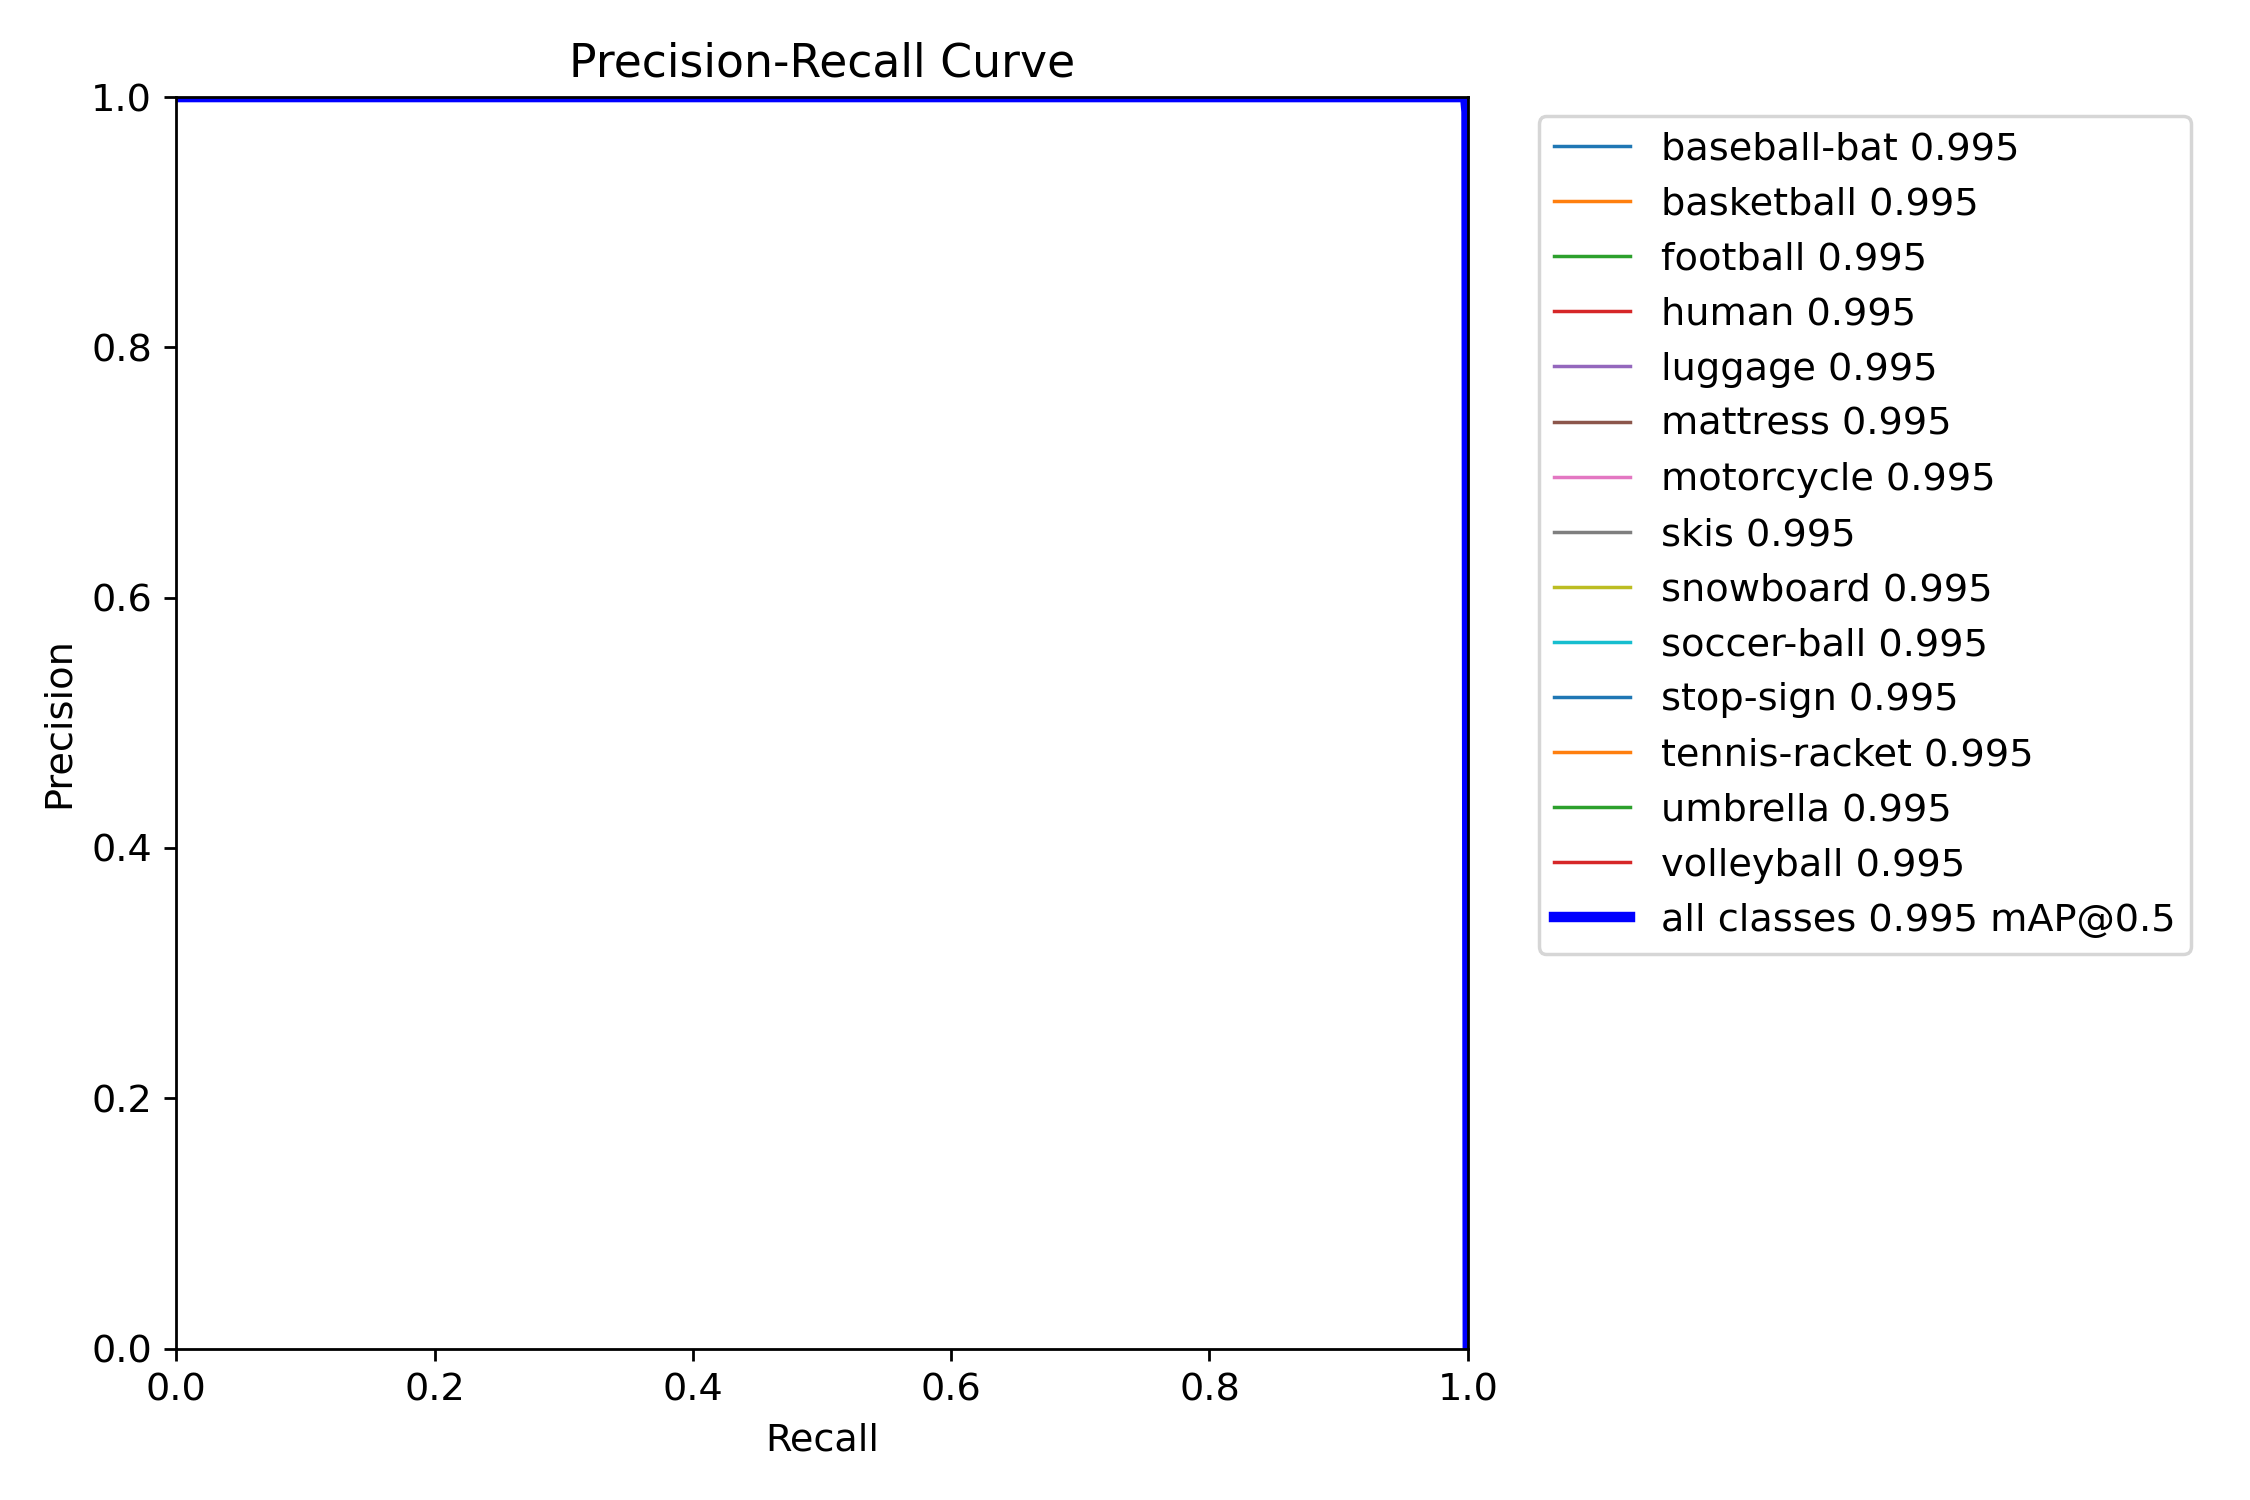 Precision-Recall Curve
1.0
0.8
0.6
0.4
0.2
0.0
0.0 0.2 0.4 0.6 0.8 1.0
Precision
Recall
baseball-bat 0.995
basketball 0.995
football 0.995
human 0.995
luggage 0.995
mattress 0.995
motorcycle 0.995
skis 0.995
snowboard 0.995
soccer-ball 0.995
stop-sign 0.995
tennis-racket 0.995
umbrella 0.995
volleyball 0.995
all classes 0.995 mAP@0.5